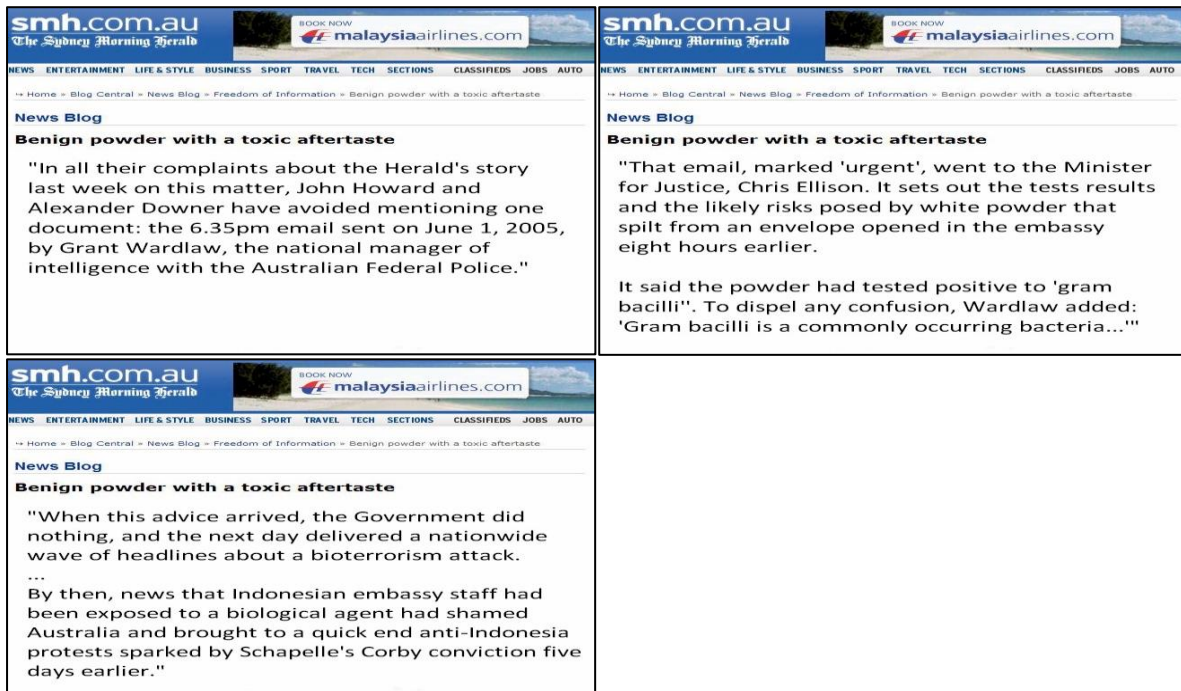 smh.com.au
The Sydney Morning Herald
BOOK NOW
malaysiaairlines.com
NEWS ENTERTAINMENT LIFE & STYLE BUSINESS SPORT TRAVEL TECH SECTIONS CLASSIFIEDS JOBS AUTO
Home » Blog Central » News Blog » Freedom of Information » Benign powder with a toxic aftertaste
News Blog
Benign powder with a toxic aftertaste
"In all their complaints about the Herald's story
last week on this matter, John Howard and
Alexander Downer have avoided mentioning one
document: the 6.35pm email sent on June 1, 2005,
by Grant Wardlaw, the national manager of
intelligence with the Australian Federal Police."
smh.com.au
The Sydney Morning Herald
BOOK NOW
malaysiaairlines.com
NEWS ENTERTAINMENT LIFE & STYLE BUSINESS SPORT TRAVEL TECH SECTIONS CLASSIFIEDS JOBS AUTO
Home » Blog Central » News Blog » Freedom of Information » Benign powder with a toxic aftertaste
News Blog
Benign powder with a toxic aftertaste
"That email, marked 'urgent', went to the Minister
for Justice, Chris Ellison. It sets out the tests results
and the likely risks posed by white powder that
spilt from an envelope opened in the embassy
eight hours earlier.
It said the powder had tested positive to 'gram
bacilli''. To dispel any confusion, Wardlaw added:
'Gram bacilli is a commonly occurring bacteria...'"
smh.com.au
The Sydney Morning Herald
BOOK NOW
malaysiaairlines.com
NEWS ENTERTAINMENT LIFE & STYLE BUSINESS SPORT TRAVEL TECH SECTIONS CLASSIFIEDS JOBS AUTO
Home » Blog Central » News Blog » Freedom of Information » Benign powder with a toxic aftertaste
News Blog
Benign powder with a toxic aftertaste
"When this advice arrived, the Government did
nothing, and the next day delivered a nationwide
wave of headlines about a bioterrorism attack.
...
By then, news that Indonesian embassy staff had
been exposed to a biological agent had shamed
Australia and brought to a quick end anti-Indonesia
protests sparked by Schapelle's Corby conviction five
days earlier."